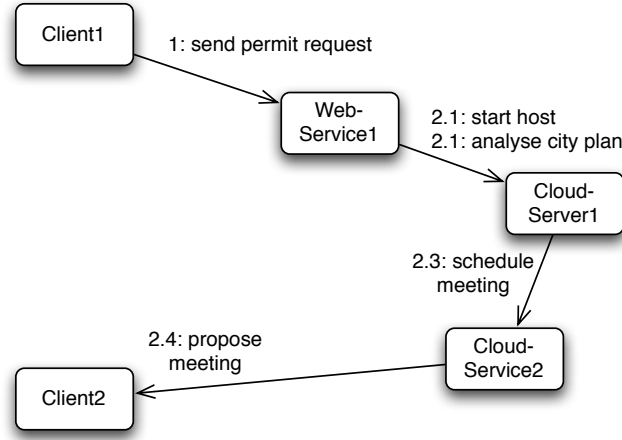 Client1
1: send permit request
Web-
Service1
2.1: start host
2.1: analyse city plan
Cloud-
Server1
2.3: schedule
meeting
Cloud-
Service2
2.4: propose
meeting
Client2